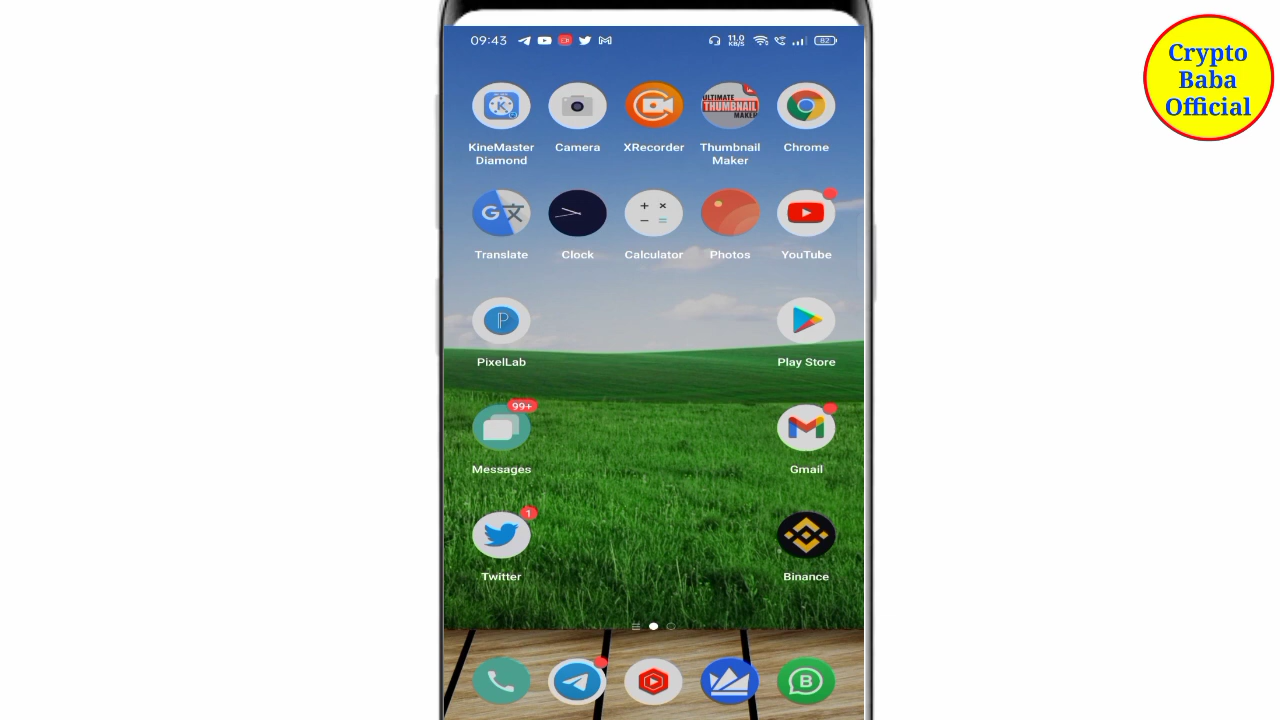 09:43
11.0
KB/S
82
Crypto
Baba
Official
ULTIMATE
THUMBNAIL
MAKER
KineMaster
Diamond
Camera
XRecorder
Thumbnail
Maker
Chrome
Translate
Clock
Calculator
Photos
YouTube
PixelLab
Play Store
99+
Messages
Gmail
1
Twitter
Binance